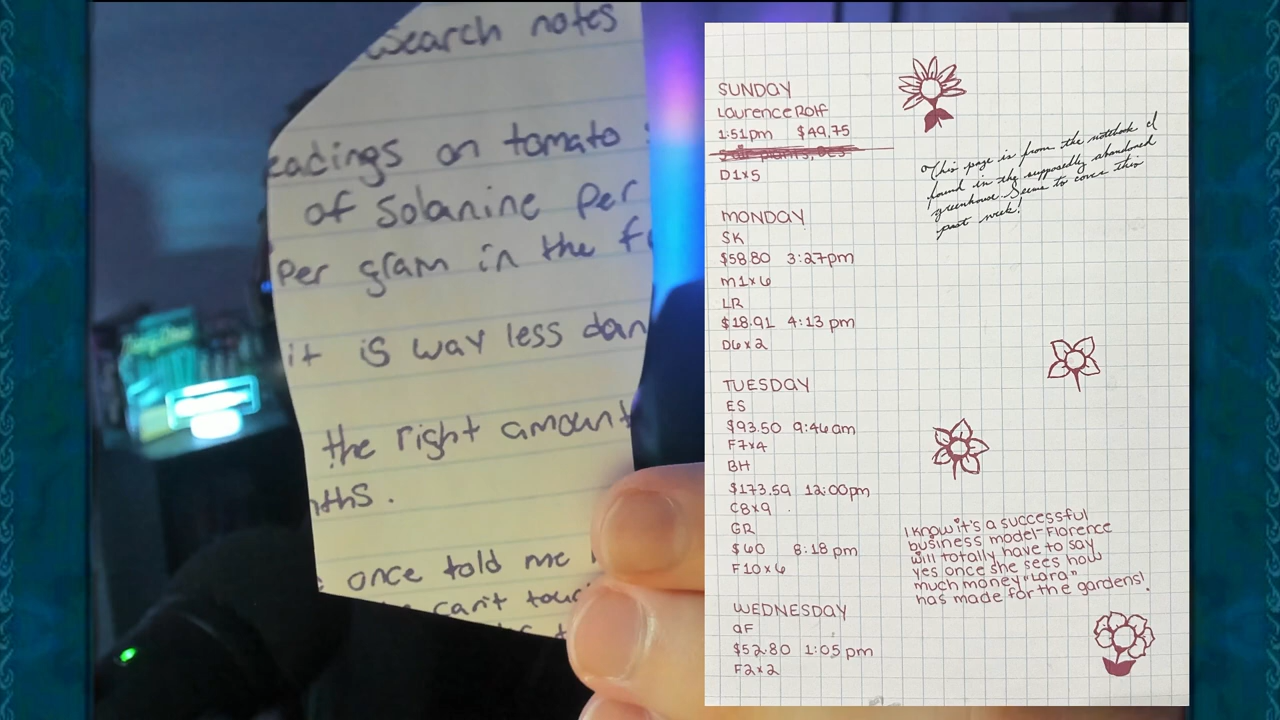 search notes
eadings on tomato
of Solanine per
per gram in the
it is way less dan
the right amount
nths.
once told me
can't touc
SUNDAY
Laurence Rolf
1:51pm $49.75
D1x5
MONDAY
SK
$58.80 3:27pm
M1x6
LR
$18.91 4:13 pm
D6x2
TUESDAY
ES
$93.50 9:46am
F7x4
BH
$173.59 12:00pm
C8x9
GR
$60 8:18 pm
F10x6
WEDNESDAY
QF
$52.80 1:05 pm
F2x2
This page is from the notebook I
found in the supposedly abandoned
greenhouse. Seems to cover this
past week!
I know it's a successful
business model-Florence
will totally have to say
yes once she sees how
much money "Lara"
has made for the gardens!